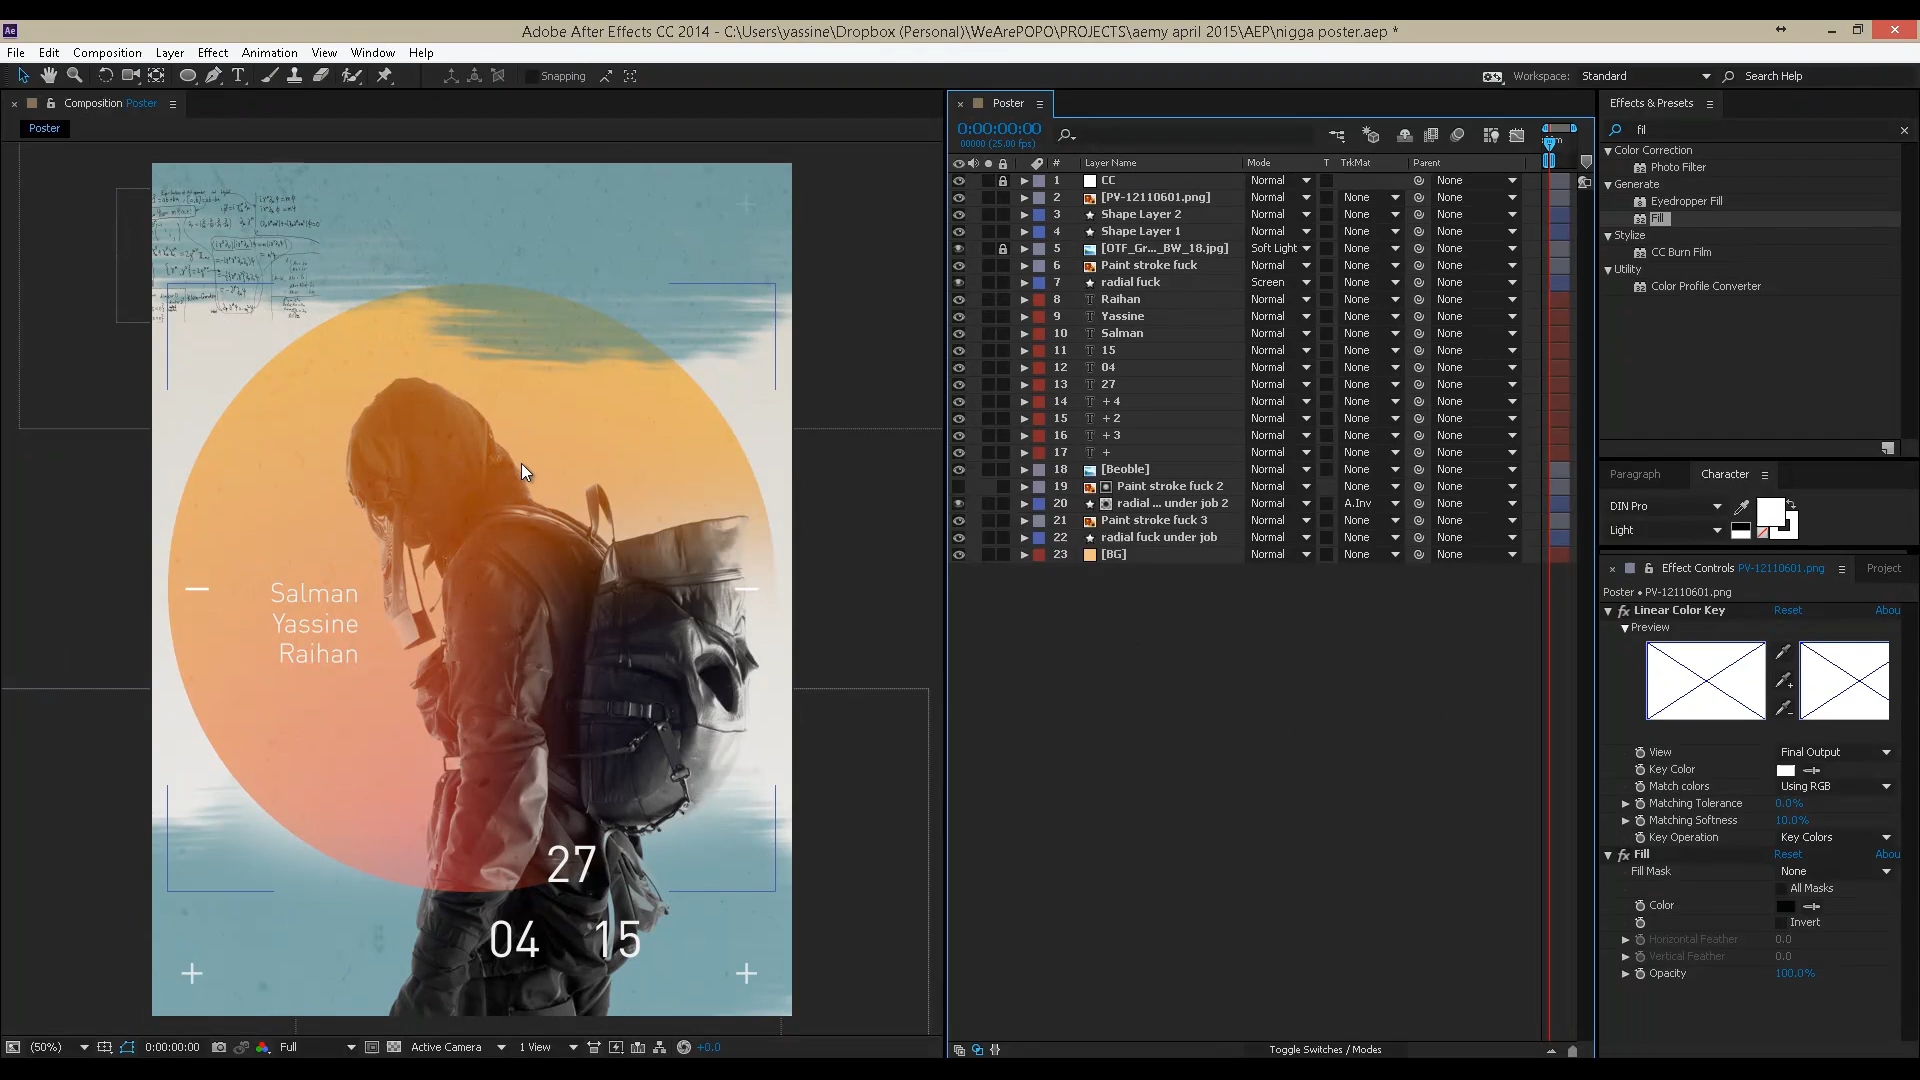 Adobe After Effects CC 2014 - C:\Users\yassine\Dropbox (Personal)\WeArePOPO\PROJECTS\aemy april 2015\AEP\nigga poster.aep *
File Edit Composition Layer Effect Animation View Window Help
Snapping
Workspace: Standard
Search Help
Composition Poster
Poster
Salman
Yassine
Raihan
27
04 15
(50%) 0:00:00:00 Full Active Camera 1 View +0.0
Poster
0:00:00:00
00000 (25.00 fps)
# Layer Name Mode T TrkMat Parent
1 CC Normal None
2 [PV-12110601.png] Normal None None
3 Shape Layer 2 Normal None None
4 Shape Layer 1 Normal None None
5 [OTF_Gr..._BW_18.jpg] Soft Light None None
6 Paint stroke fuck Normal None None
7 radial fuck Screen None None
8 Raihan Normal None None
9 Yassine Normal None None
10 Salman Normal None None
11 15 Normal None None
12 04 Normal None None
13 27 Normal None None
14 + 4 Normal None None
15 + 2 Normal None None
16 + 3 Normal None None
17 + Normal None None
18 [Beoble] Normal None None
19 Paint stroke fuck 2 Normal None None
20 radial ... under job 2 Normal A.Inv None
21 Paint stroke fuck 3 Normal None None
22 radial fuck under job Normal None None
23 [BG] Normal None None
Toggle Switches / Modes
Effects & Presets
fil
Color Correction
Photo Filter
Generate
Eyedropper Fill
Fill
Stylize
CC Burn Film
Utility
Color Profile Converter
Paragraph Character
DIN Pro
Light
Effect Controls PV-12110601.png Project
Poster • PV-12110601.png
fx Linear Color Key Reset Abou
Preview
View Final Output
Key Color
Match colors Using RGB
Matching Tolerance 0.0%
Matching Softness 10.0%
Key Operation Key Colors
fx Fill Reset Abou
Fill Mask None
All Masks
Color
Invert
Horizontal Feather 0.0
Vertical Feather 0.0
Opacity 100.0%